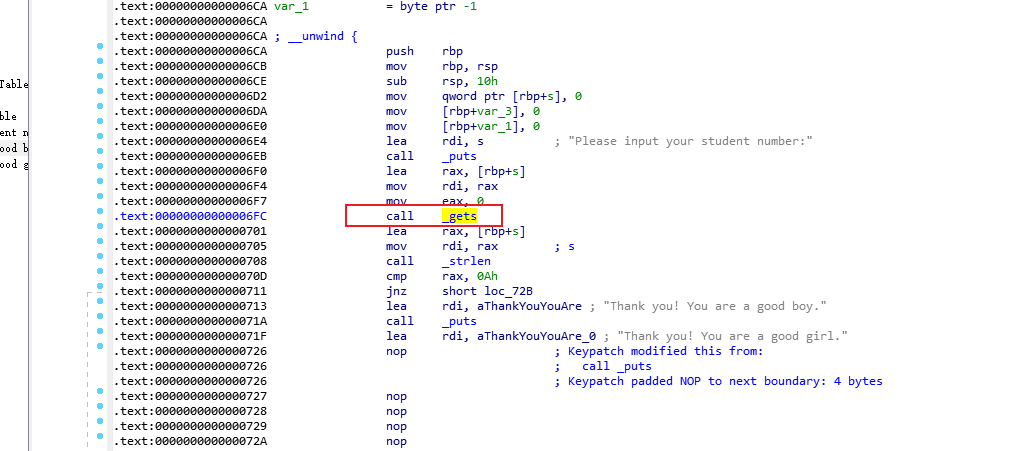 .text:00000000000006CA var_1 = byte ptr -1
.text:00000000000006CA
.text:00000000000006CA ; __unwind {
.text:00000000000006CA push rbp
.text:00000000000006CB mov rbp, rsp
.text:00000000000006CE sub rsp, 10h
.text:00000000000006D2 mov qword ptr [rbp+s], 0
.text:00000000000006DA mov [rbp+var_3], 0
.text:00000000000006E0 mov [rbp+var_1], 0
.text:00000000000006E4 lea rdi, s ; "Please input your student number:"
.text:00000000000006EB call _puts
.text:00000000000006F0 lea rax, [rbp+s]
.text:00000000000006F4 mov rdi, rax
.text:00000000000006F7 mov eax, 0
.text:00000000000006FC call _gets
.text:0000000000000701 lea rax, [rbp+s]
.text:0000000000000705 mov rdi, rax ; s
.text:0000000000000708 call _strlen
.text:000000000000070D cmp rax, 0Ah
.text:0000000000000711 jnz short loc_72B
.text:0000000000000713 lea rdi, aThankYouYouAre ; "Thank you! You are a good boy."
.text:000000000000071A call _puts
.text:000000000000071F lea rdi, aThankYouYouAre_0 ; "Thank you! You are a good girl."
.text:0000000000000726 nop ; Keypatch modified this from:
.text:0000000000000726 ; call _puts
.text:0000000000000726 ; Keypatch padded NOP to next boundary: 4 bytes
.text:0000000000000727 nop
.text:0000000000000728 nop
.text:0000000000000729 nop
.text:000000000000072A nop
Table
ble
ent n
ood b
ood g